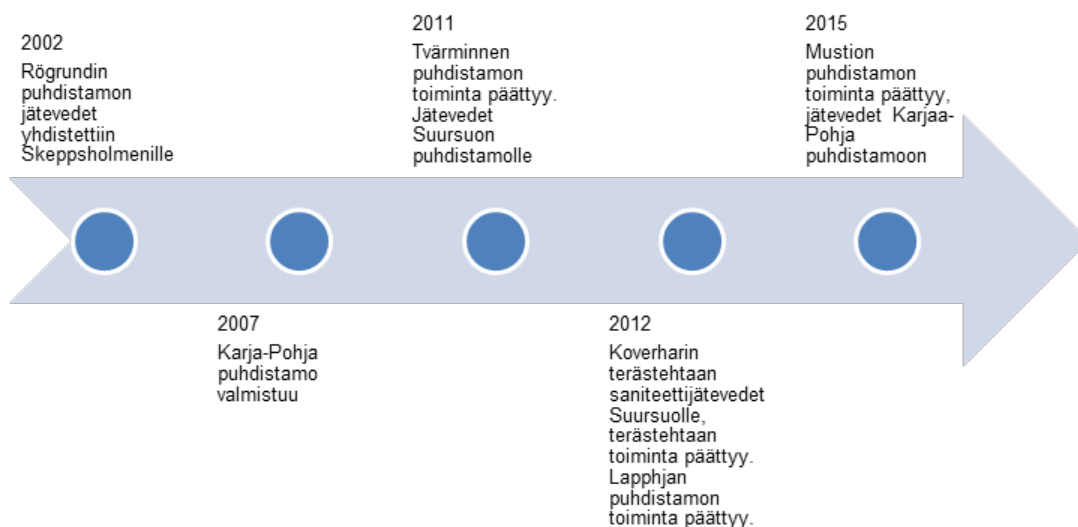 2002
Rögrundin
puhdistamon
jätevedet
yhdistettiin
Skeppsholmenille
2007
Karja-Pohja
puhdistamo
valmistuu
2011
Tvärminnen
puhdistamon
toiminta päättyy.
Jätevedet
Suursuon
puhdistamolle
2012
Koverharin
terästehtaan
saniteettijätevedet
Suursuolle,
terästehtaan
toiminta päättyy.
Lapphjan
puhdistamon
toiminta päättyy.
2015
Mustion
puhdistamon
toiminta päättyy,
jätevedet Karjaa-
Pohja
puhdistamoon